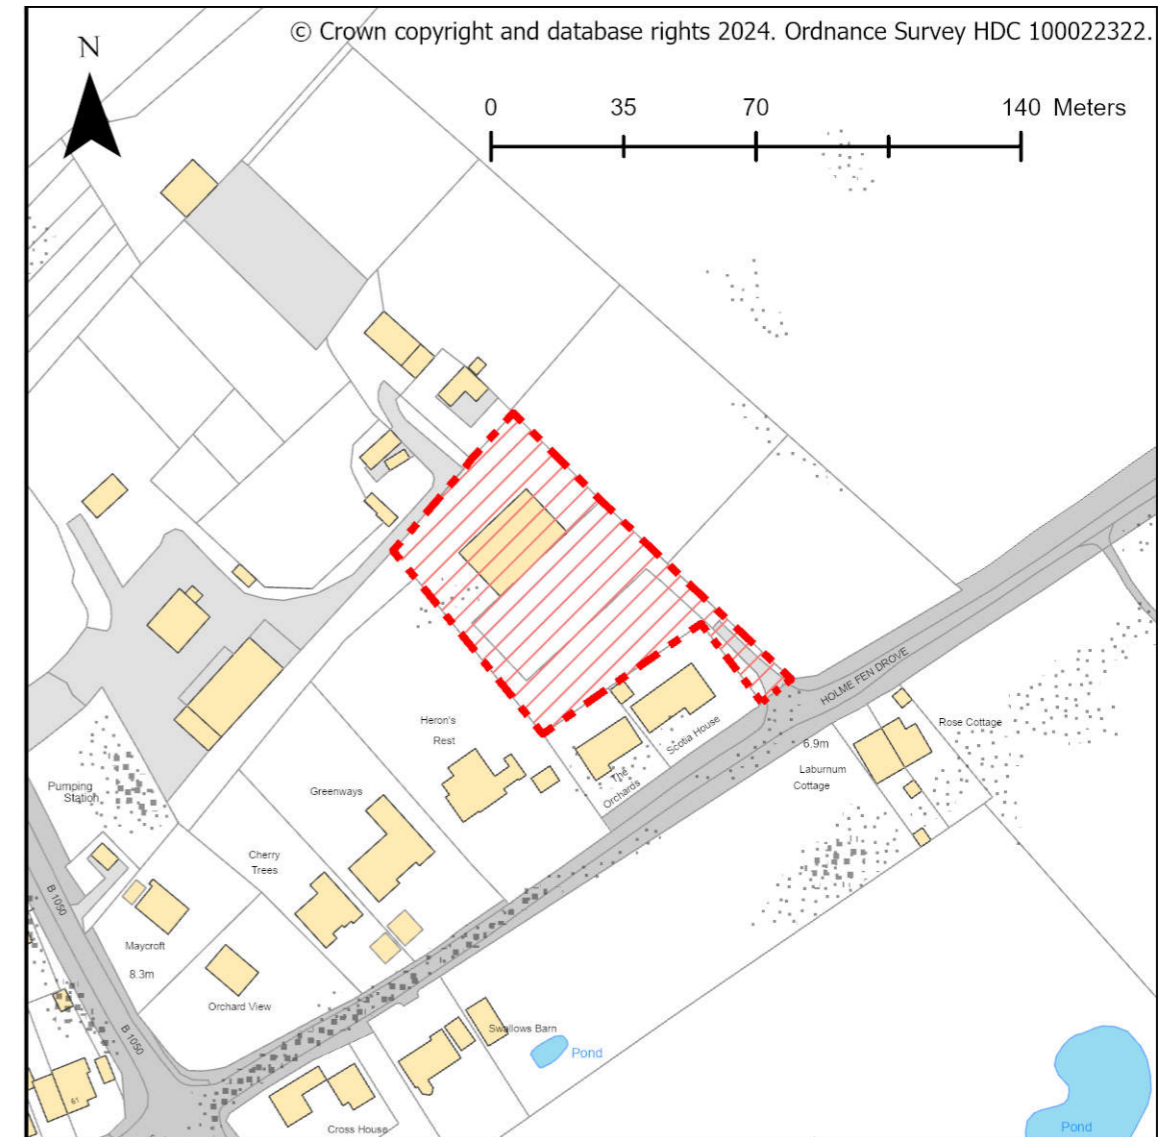 © Crown copyright and database rights 2024. Ordnance Survey HDC 100022322.
N
0 35 70 140 Meters
HOLME FEN DROVE
Heron's
Rest
Scotia House
The
Orchards
6.9m
Laburnum
Cottage
Rose Cottage
Pumping
Station
Greenways
Cherry
Trees
B 1050
Maycroft
8.3m
Orchard View
B 1050
Swallows Barn
Pond
61
Cross House
Pond